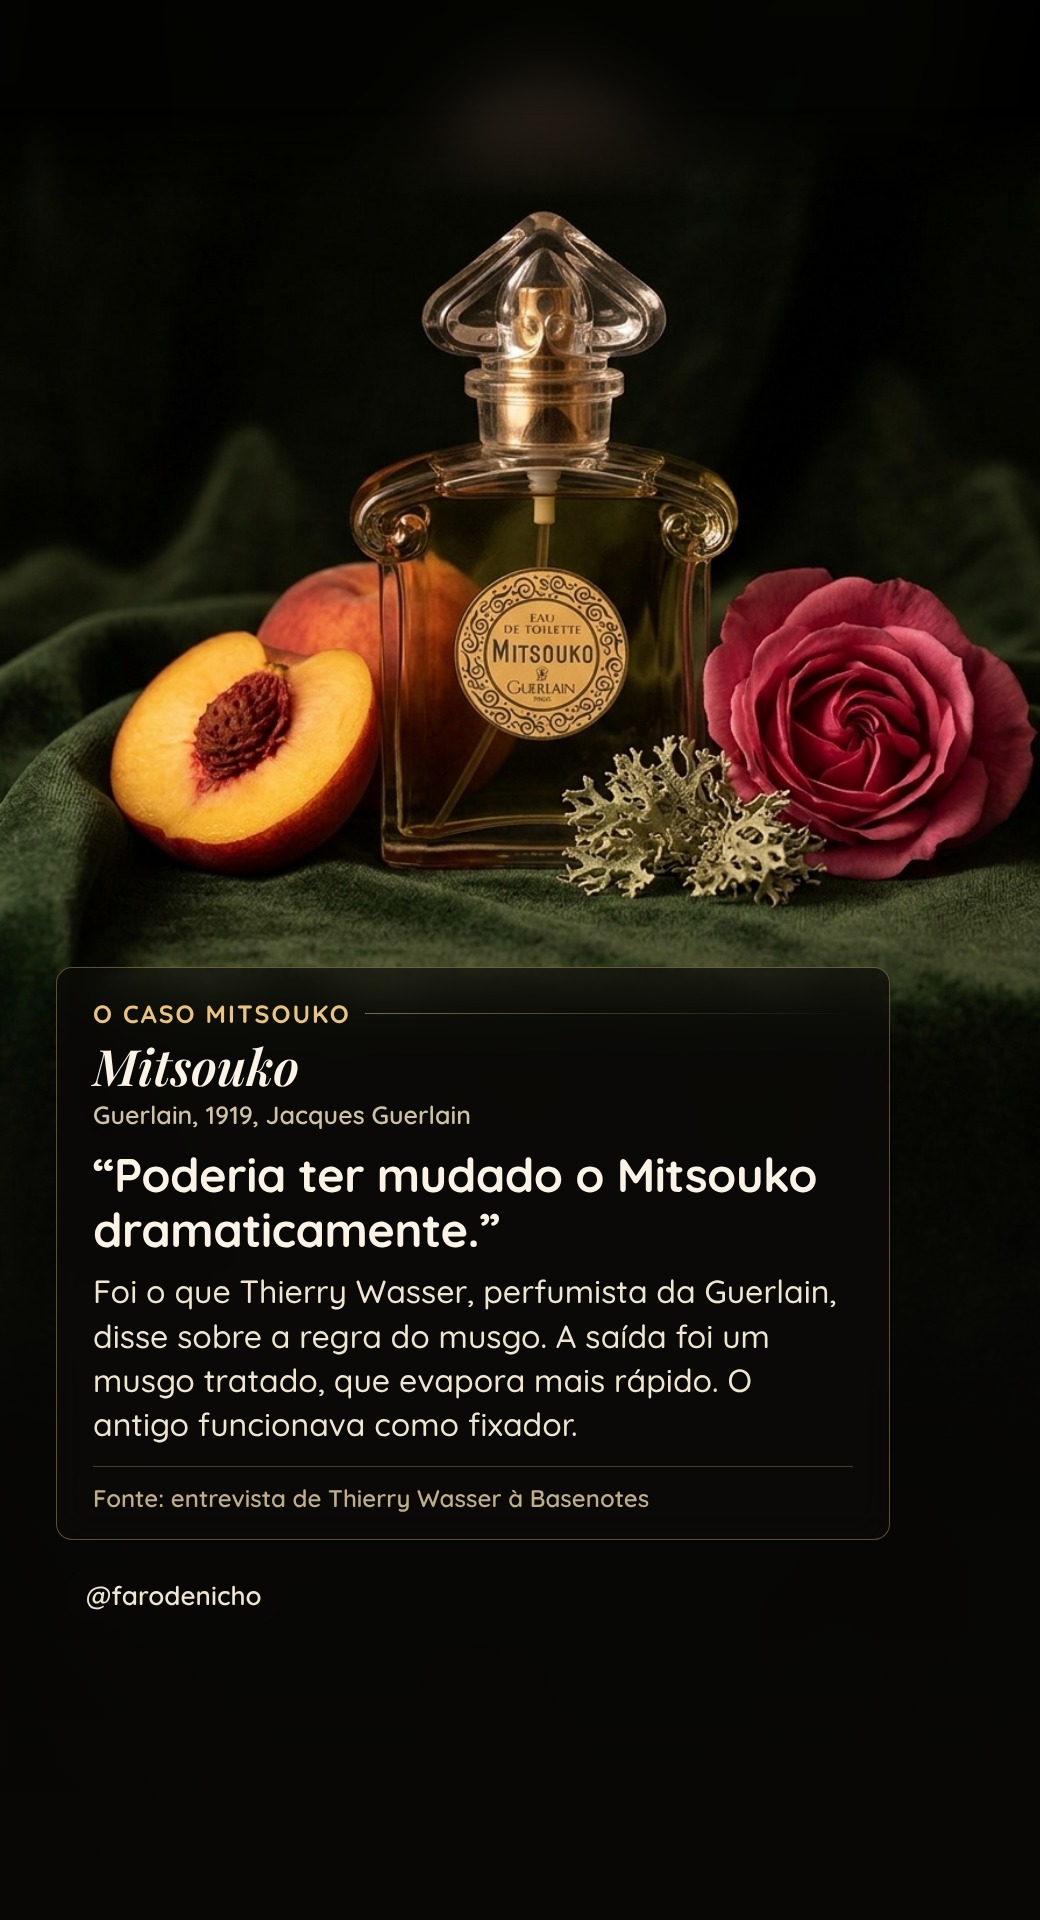 EAU
DE TOILETTE
MITSOUKO
GUERLAIN
PARIS
O CASO MITSOUKO
Mitsouko
Guerlain, 1919, Jacques Guerlain
“Poderia ter mudado o Mitsouko
dramaticamente.”
Foi o que Thierry Wasser, perfumista da Guerlain,
disse sobre a regra do musgo. A saída foi um
musgo tratado, que evapora mais rápido. O
antigo funcionava como fixador.
Fonte: entrevista de Thierry Wasser à Basenotes
@farodenicho